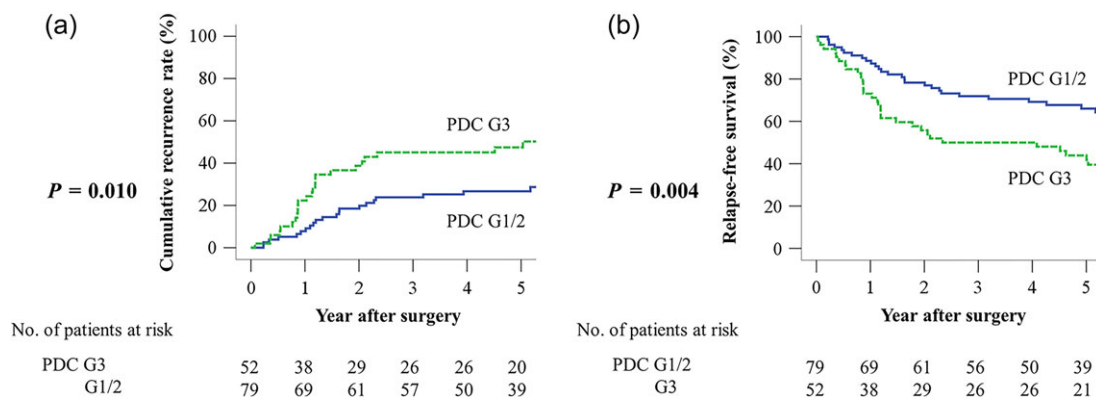 (a)
Cumulative recurrence rate (%)
100
80
60
40
20
0
PDC G3
PDC G1/2
P = 0.010
0 1 2 3 4 5
Year after surgery
No. of patients at risk
PDC G3 52 38 29 26 26 20
G1/2 79 69 61 57 50 39
(b)
Relapse-free survival (%)
100
80
60
40
20
0
PDC G1/2
PDC G3
P = 0.004
0 1 2 3 4 5
Year after surgery
No. of patients at risk
PDC G1/2 79 69 61 56 50 39
G3 52 38 29 26 26 21